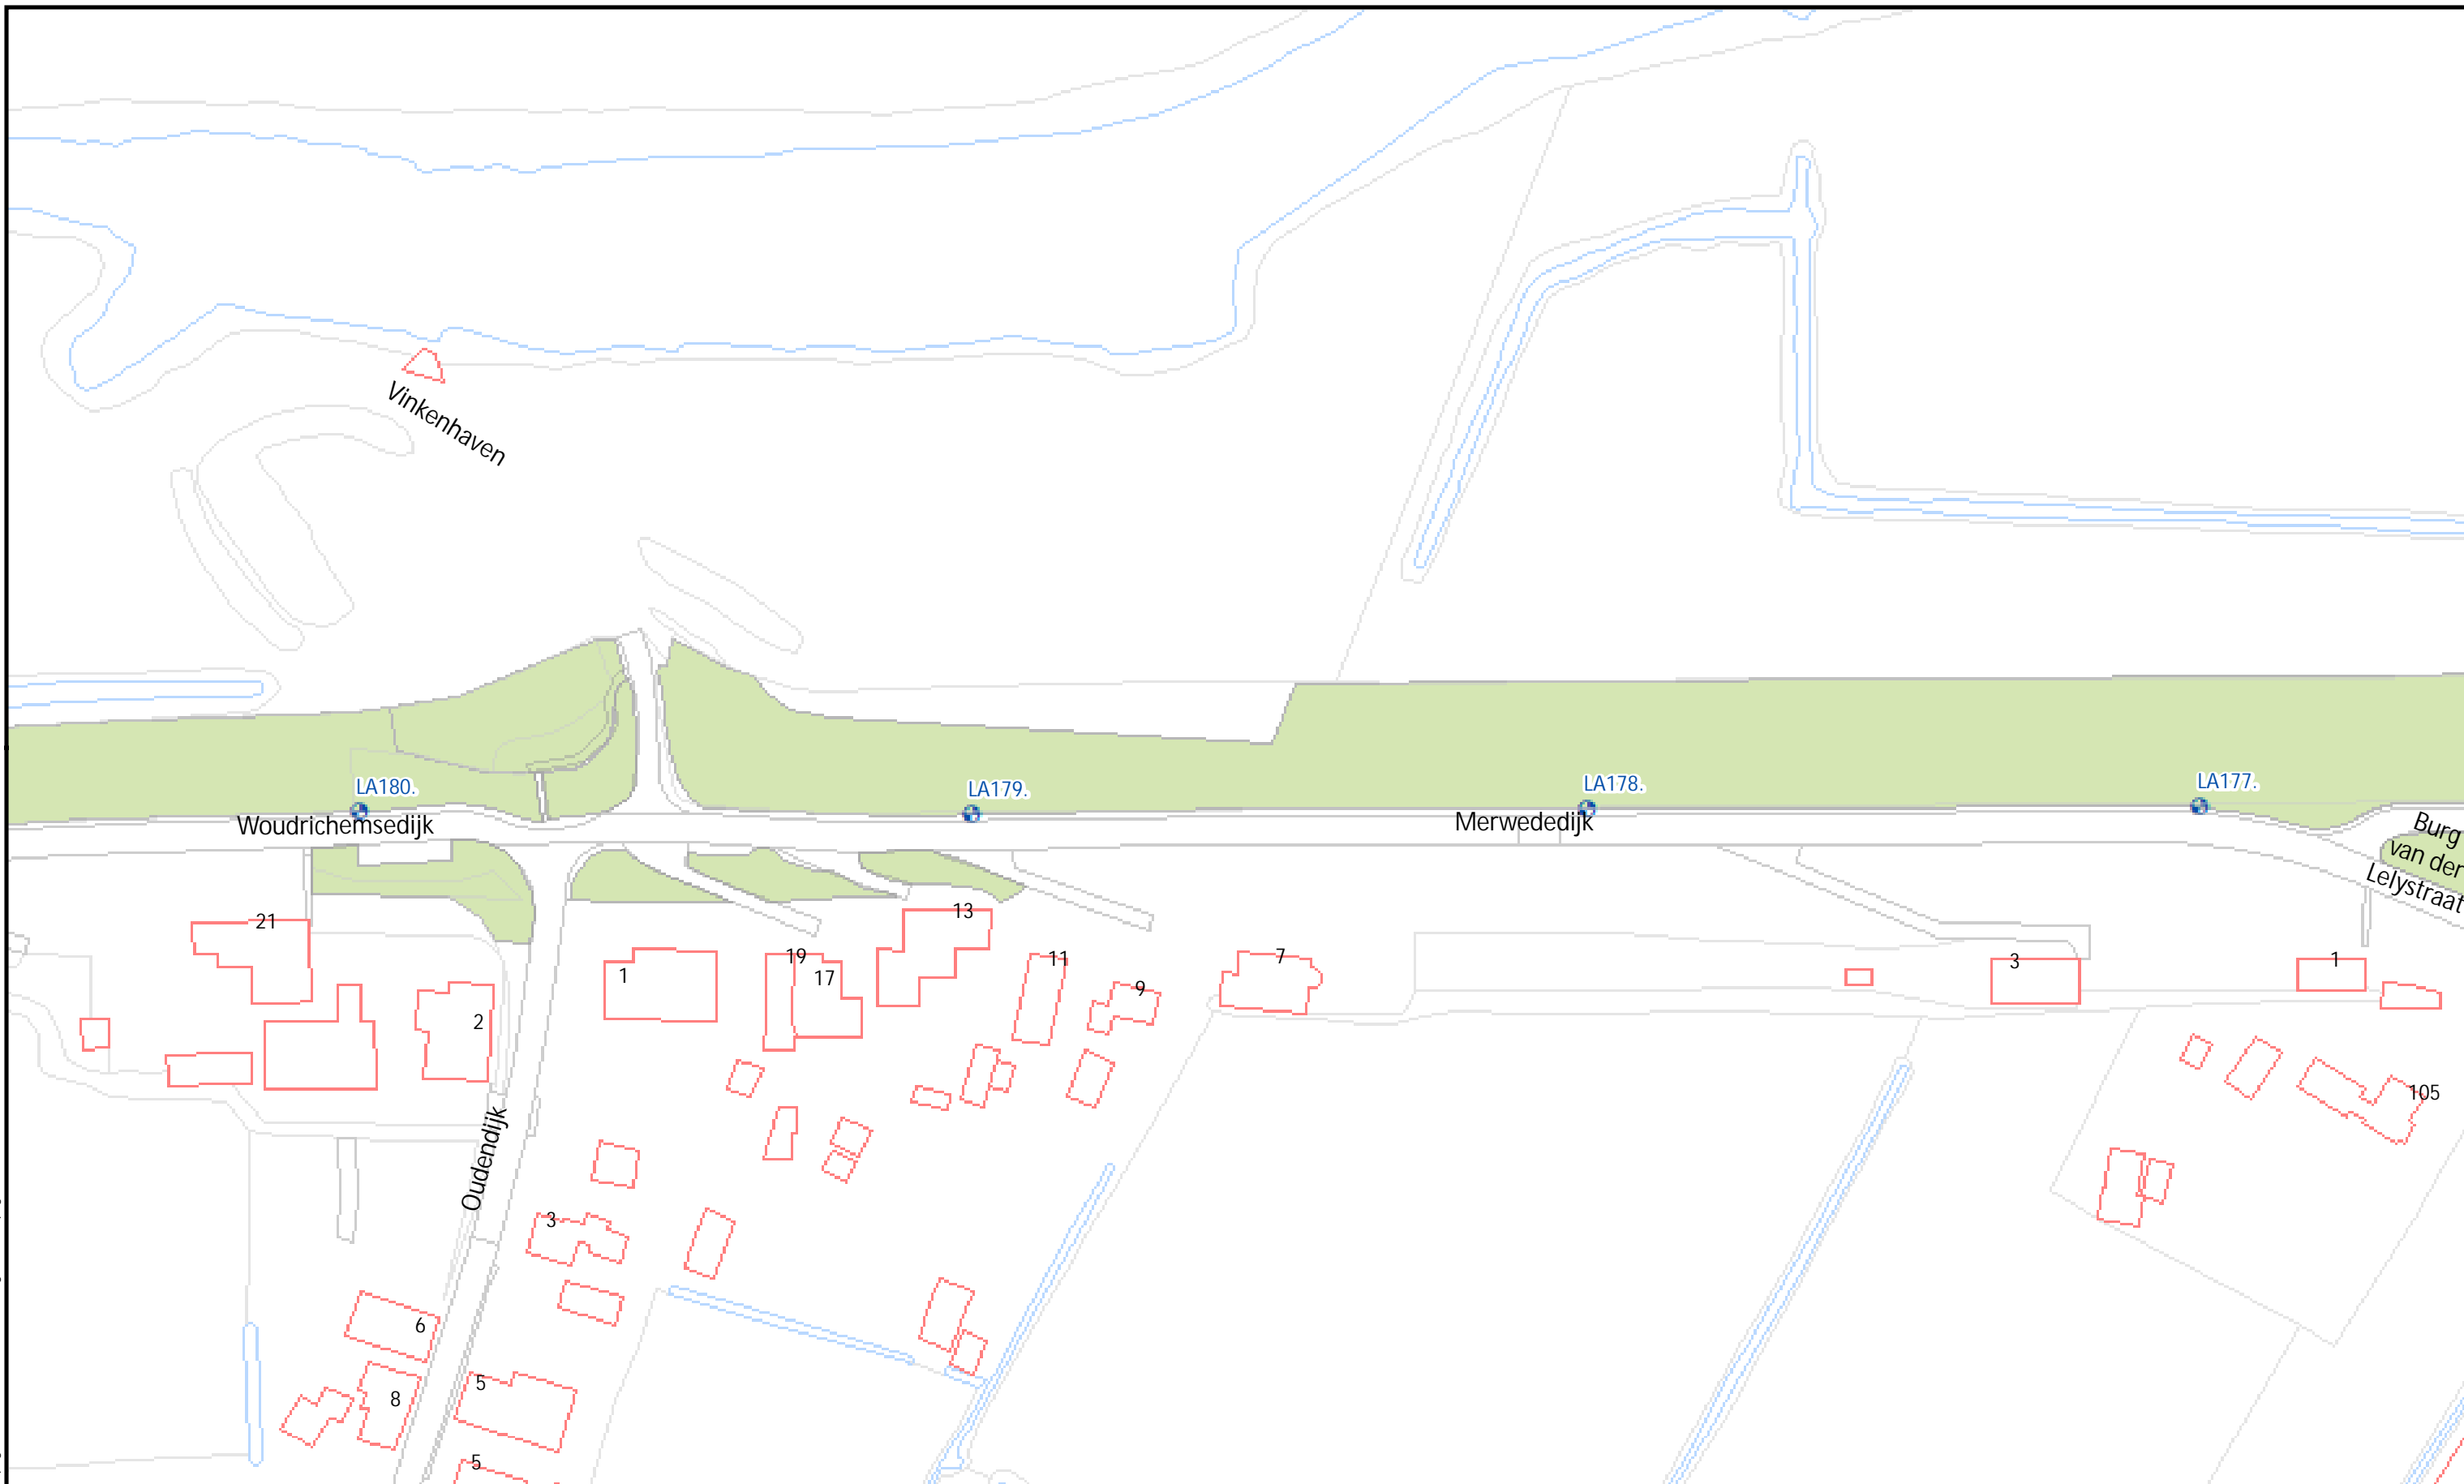 Vinkenhaven
LA180.
LA179.
LA178.
LA177.
Woudrichemsedijk
Merwededijk
Burg
van der
Lelystraat
21
13
19
17
1
11
7
9
3
1
2
105
Oudendijk
3
6
5
8
5